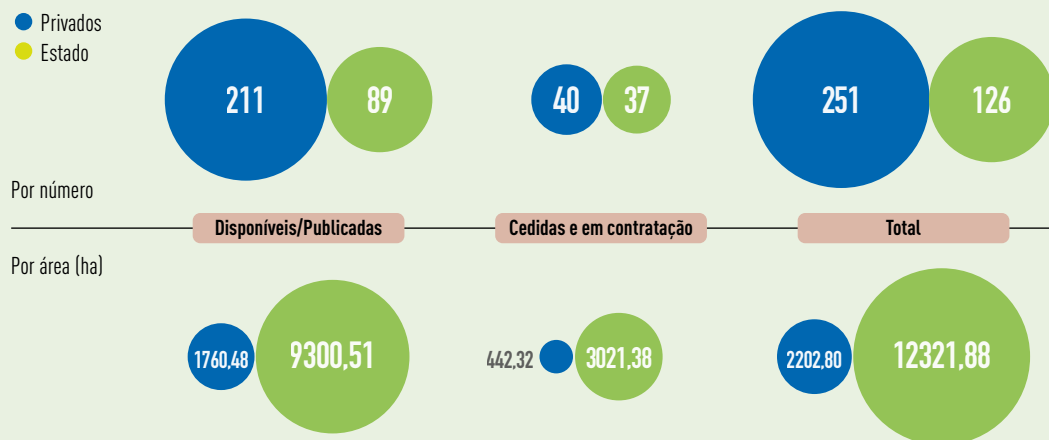 Privados
Estado
211 89 40 37 251 126
Por número
Disponíveis/Publicadas Cedidas e em contratação Total
Por área (ha)
1760,48 9300,51 442,32 3021,38 2202,80 12321,88